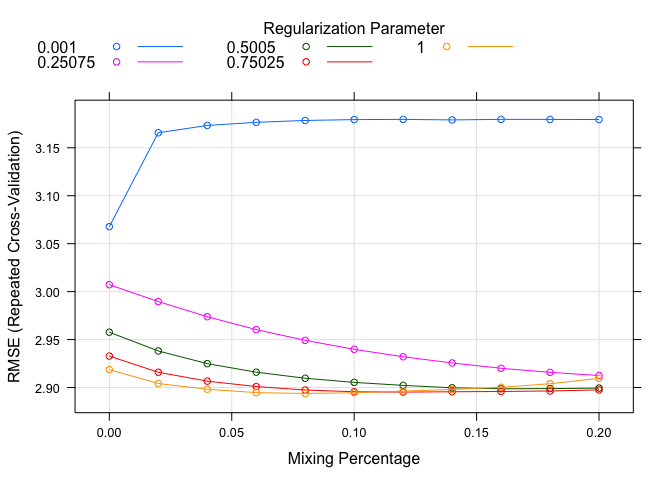 Regularization Parameter
0.001 0.5005 1
0.25075 0.75025
RMSE (Repeated Cross-Validation)
3.15
3.10
3.05
3.00
2.95
2.90
0.00 0.05 0.10 0.15 0.20
Mixing Percentage